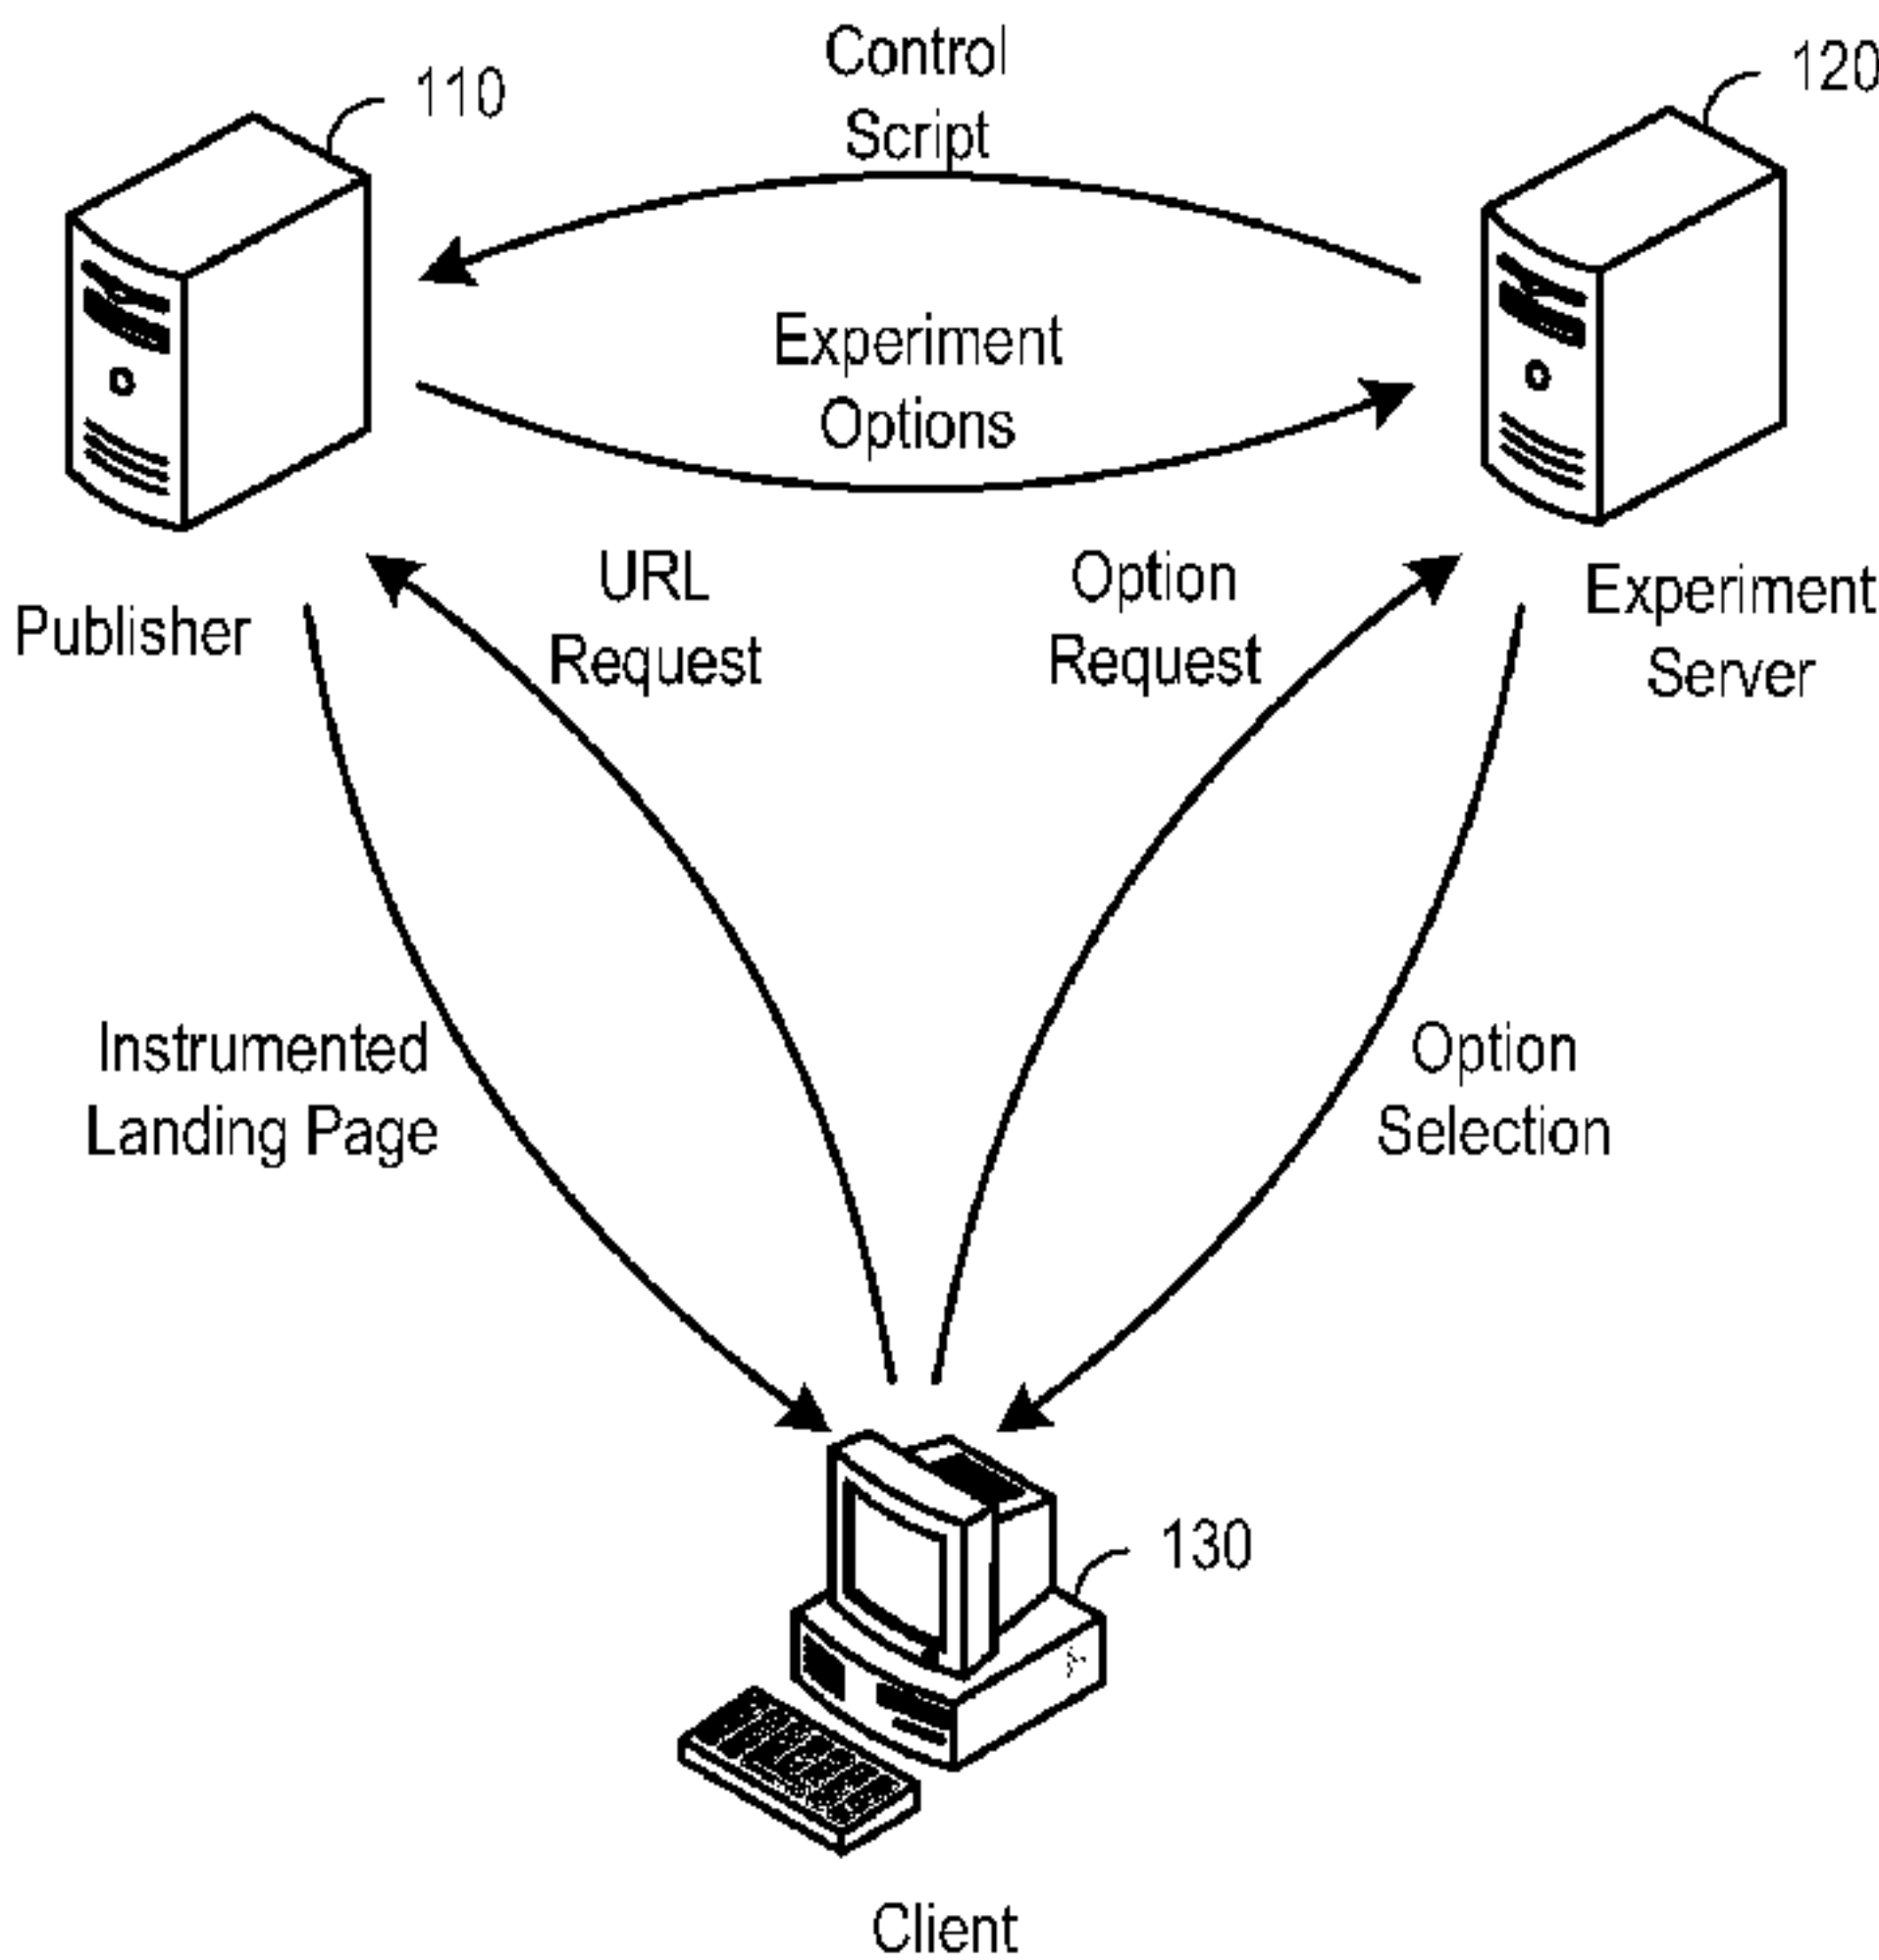 Control
Script
110
120
Experiment
Options
Publisher
URL
Request
Option
Request
Experiment
Server
Instrumented
Landing Page
Option
Selection
130
Client